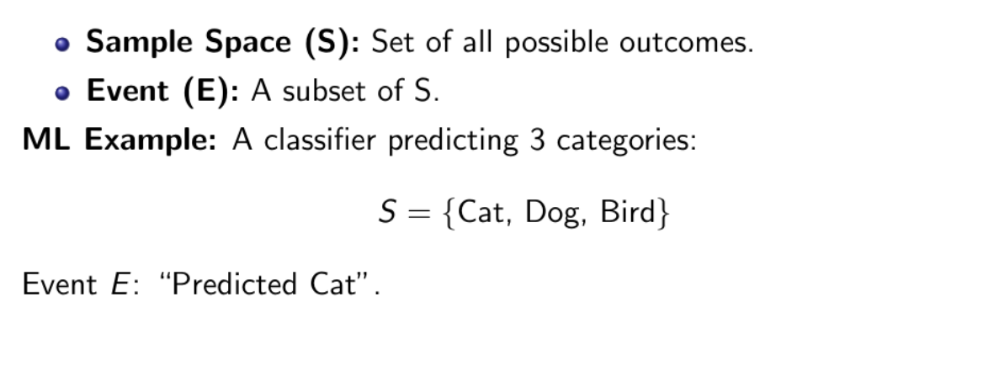 Sample Space (S): Set of all possible outcomes.
Event (E): A subset of S.
ML Example: A classifier predicting 3 categories:
S = {Cat, Dog, Bird}
Event E: “Predicted Cat”.